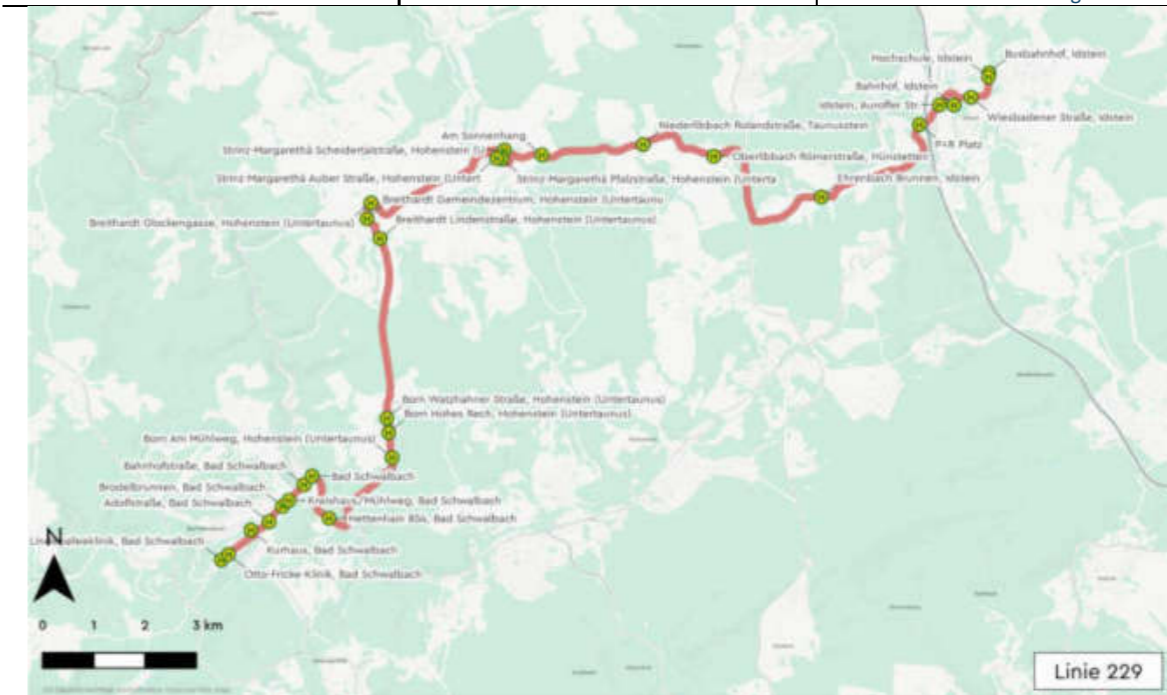 Busbahnhof, Idstein
Hochschule, Idstein
Bahnhof, Idstein
Idstein, Auroffer Str.
Wiesbadener Straße, Idstein
P+R Platz
Niederlibbach Rolandstraße, Taunusstein
Am Sonnenhang
Strinz-Margarethä Scheidertalstraße, Hohenstein (U
Oberlibbach Römerstraße, Hünstetten
Strinz-Margarethä Auber Straße, Hohenstein (Untert
Strinz-Margarethä Pfalzstraße, Hohenstein (Unterta
Ehrenbach Brunnen, Idstein
Breithardt Gemeindezentrum, Hohenstein (Untertaunu
Breithardt Glockengasse, Hohenstein (Untertaunus)
Breithardt Lindenstraße, Hohenstein (Untertaunus)
Born Watzhahner Straße, Hohenstein (Untertaunus)
Born Hohes Rech, Hohenstein (Untertaunus)
Born Am Mühlweg, Hohenstein (Untertaunus)
Bahnhofstraße, Bad Schwalbach
Bad Schwalbach
Brodelbrunnen, Bad Schwalbach
Kreishaus/Mühlweg, Bad Schwalbach
Adolfstraße, Bad Schwalbach
Hettenhain B54, Bad Schwalbach
Bad Schwalbach
Kurhaus, Bad Schwalbach
Otto-Fricke-Klinik, Bad Schwalbach
N
0 1 2 3 km
Linie 229